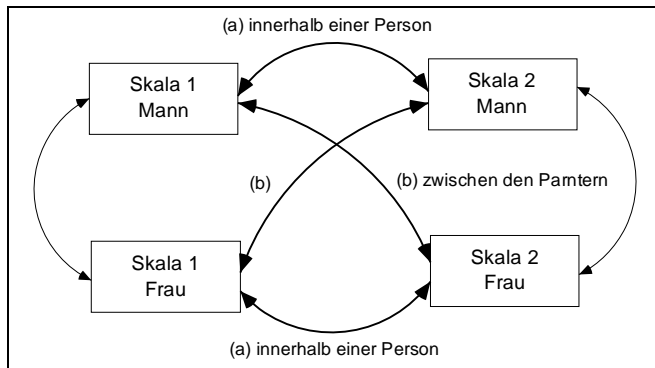 (a) innerhalb einer Person
Skala 1
Mann
Skala 2
Mann
(b)
(b) zwischen den Parntern
Skala 1
Frau
Skala 2
Frau
(a) innerhalb einer Person